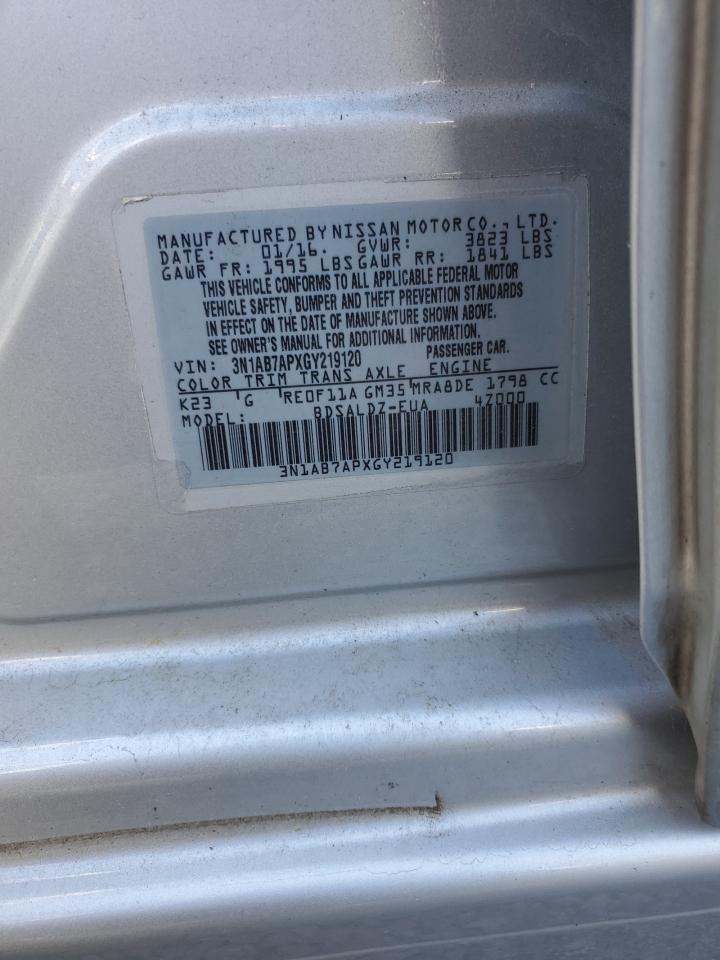 MANUFACTURED BY NISSAN MOTOR CO., LTD.
DATE: 01/16. GVWR: 3823 LBS
GAWR FR: 1995 LBS GAWR RR: 1841 LBS
THIS VEHICLE CONFORMS TO ALL APPLICABLE FEDERAL MOTOR
VEHICLE SAFETY, BUMPER AND THEFT PREVENTION STANDARDS
IN EFFECT ON THE DATE OF MANUFACTURE SHOWN ABOVE.
SEE OWNER'S MANUAL FOR ADDITIONAL INFORMATION.
VIN: 3N1AB7APXGY219120 PASSENGER CAR.
COLOR TRIM TRANS AXLE ENGINE
K23 G RE0F11A GM35 MRA8DE 1798 CC
MODEL: BDSALDZ-EUA 4Z000
3N1AB7APXGY219120